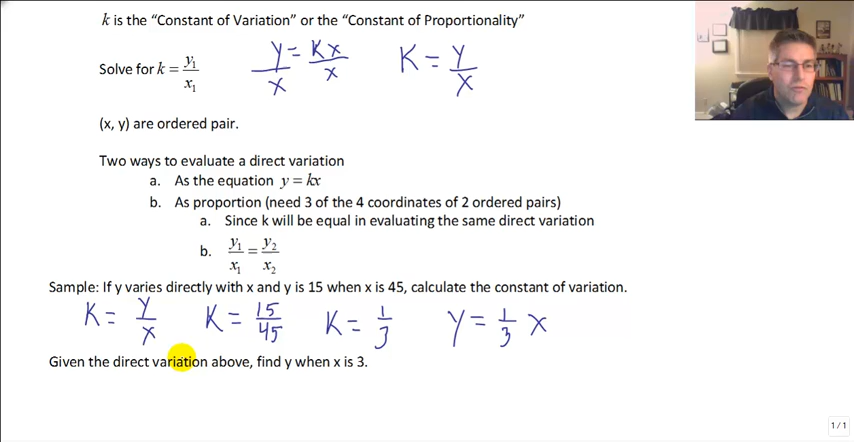 k is the “Constant of Variation” or the “Constant of Proportionality”
Solve for k = y₁/x₁ y/x = Kx/x K = y/x
(x, y) are ordered pair.
Two ways to evaluate a direct variation
a. As the equation y = kx
b. As proportion (need 3 of the 4 coordinates of 2 ordered pairs)
a. Since k will be equal in evaluating the same direct variation
b. y₁/x₁ = y₂/x₂
Sample: If y varies directly with x and y is 15 when x is 45, calculate the constant of variation.
K = y/x K = 15/45 K = 1/3 y = 1/3 x
Given the direct variation above, find y when x is 3.
1/1